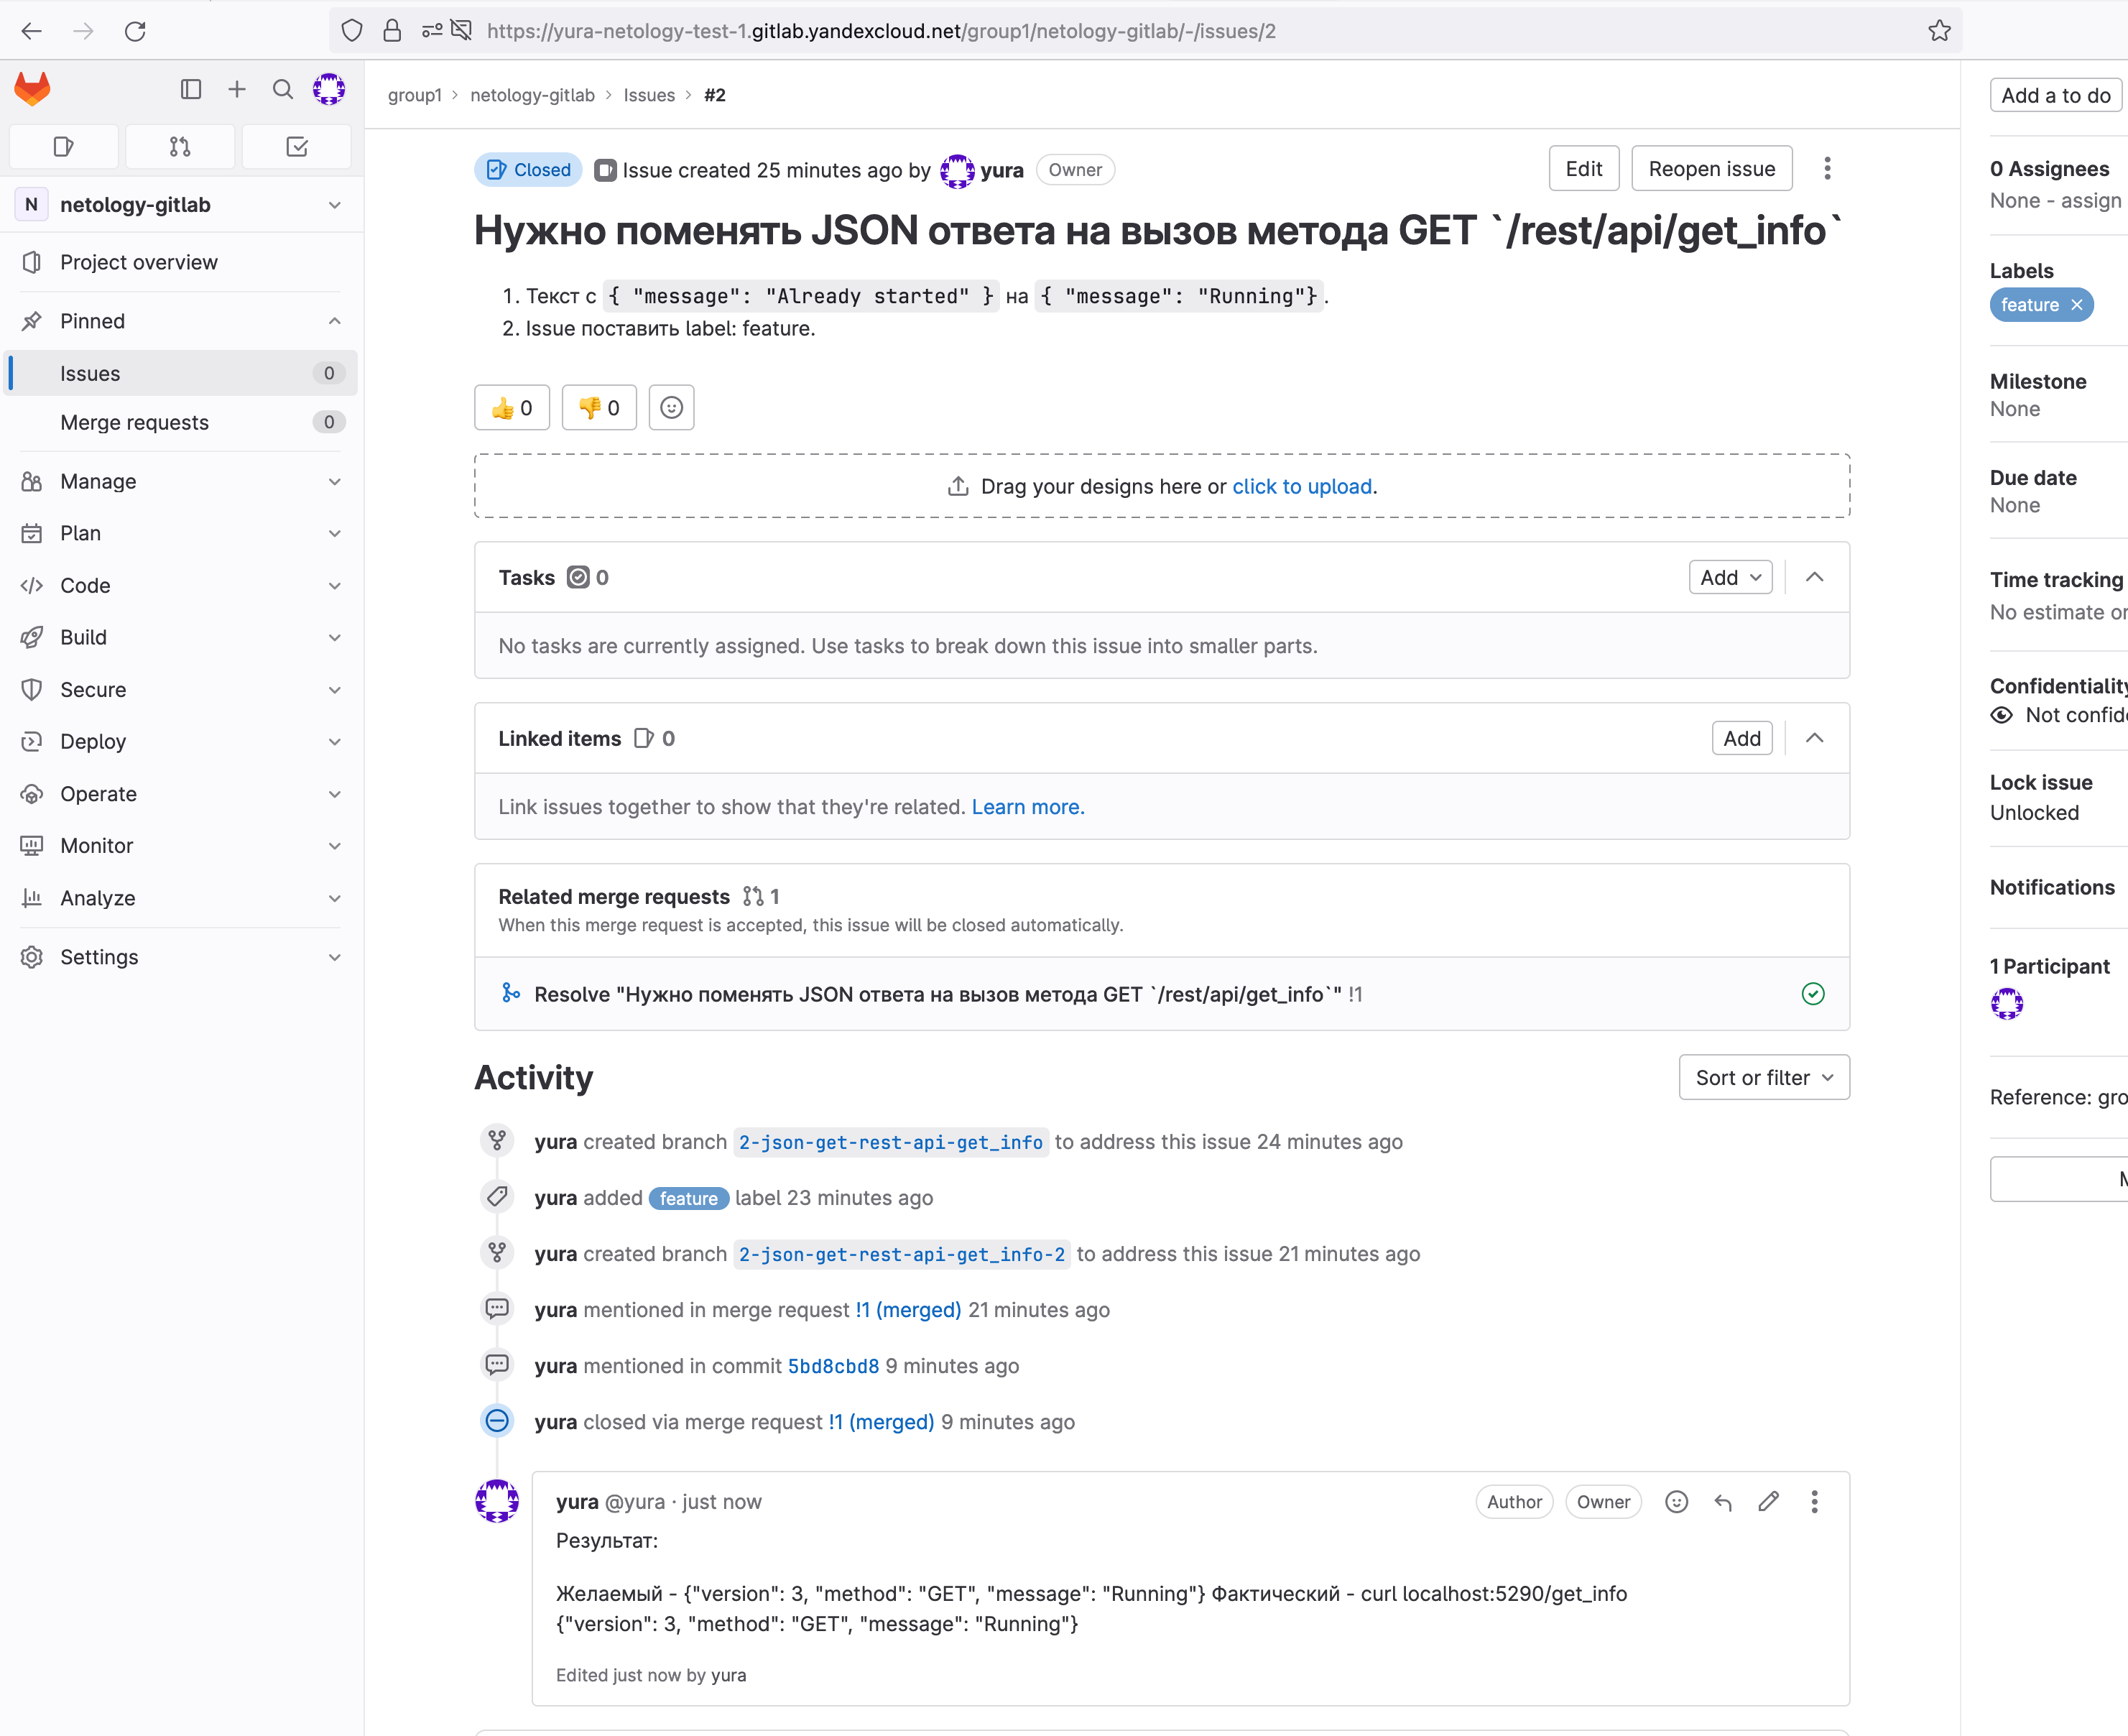 https://yura-netology-test-1.gitlab.yandexcloud.net/group1/netology-gitlab/-/issues/2
N netology-gitlab
Project overview
Pinned
Issues 0
Merge requests 0
Manage
Plan
Code
Build
Secure
Deploy
Operate
Monitor
Analyze
Settings
group1 › netology-gitlab › Issues › #2
Closed Issue created 25 minutes ago by yura Owner
Edit Reopen issue
Нужно поменять JSON ответа на вызов метода GET `/rest/api/get_info`
1. Текст с { "message": "Already started" } на { "message": "Running"}.
2. Issue поставить label: feature.
👍 0 👎 0
Drag your designs here or click to upload.
Tasks 0 Add
No tasks are currently assigned. Use tasks to break down this issue into smaller parts.
Linked items 0 Add
Link issues together to show that they're related. Learn more.
Related merge requests 1
When this merge request is accepted, this issue will be closed automatically.
Resolve "Нужно поменять JSON ответа на вызов метода GET `/rest/api/get_info`" !1
Activity Sort or filter
yura created branch 2-json-get-rest-api-get_info to address this issue 24 minutes ago
yura added feature label 23 minutes ago
yura created branch 2-json-get-rest-api-get_info-2 to address this issue 21 minutes ago
yura mentioned in merge request !1 (merged) 21 minutes ago
yura mentioned in commit 5bd8cbd8 9 minutes ago
yura closed via merge request !1 (merged) 9 minutes ago
yura @yura · just now Author Owner
Результат:
Желаемый - {"version": 3, "method": "GET", "message": "Running"} Фактический - curl localhost:5290/get_info
{"version": 3, "method": "GET", "message": "Running"}
Edited just now by yura
Add a to do
0 Assignees
None - assign
Labels
feature ×
Milestone
None
Due date
None
Time tracking
No estimate
Confidentiality
Not
Lock issue
Unlocked
Notifications
1 Participant
Reference: